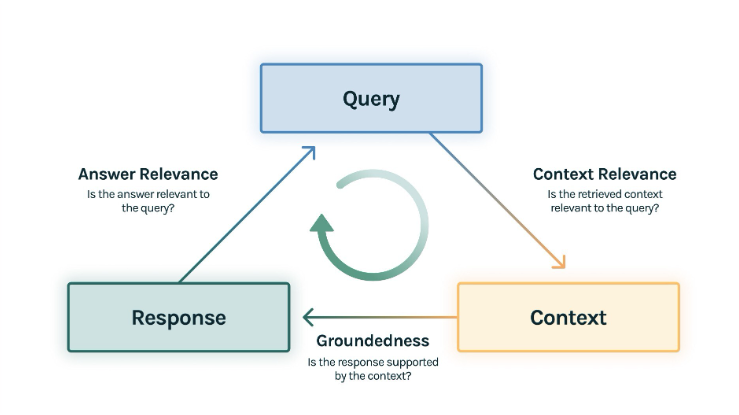 Query
Answer Relevance
Is the answer relevant to
the query?
Context Relevance
Is the retrieved context
relevant to the query?
Response
Context
Groundedness
Is the response supported
by the context?